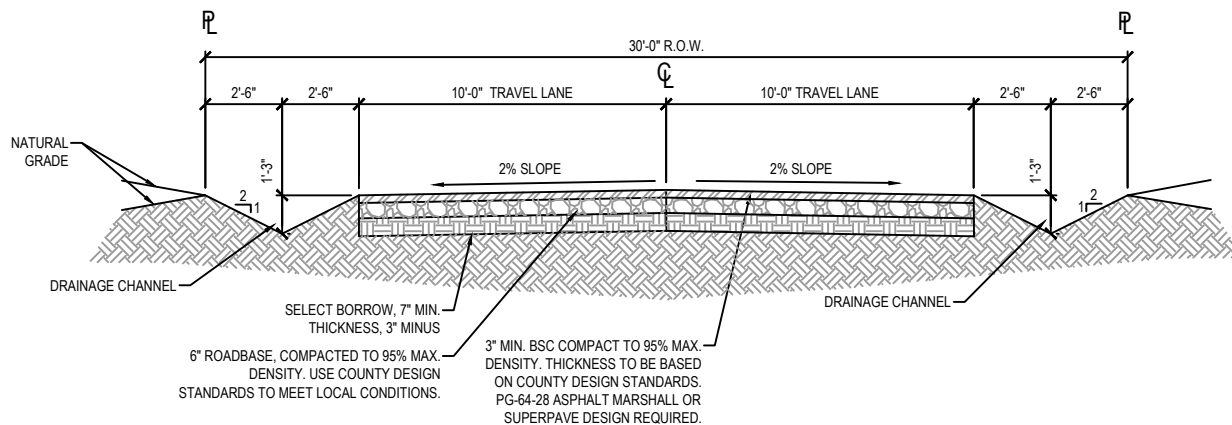 PL
PL
30'-0" R.O.W.
CL
2'-6"
2'-6"
10'-0" TRAVEL LANE
10'-0" TRAVEL LANE
2'-6"
2'-6"
NATURAL
GRADE
1'-3"
2% SLOPE
2% SLOPE
1'-3"
2
1
2
1
DRAINAGE CHANNEL
DRAINAGE CHANNEL
SELECT BORROW, 7" MIN.
THICKNESS, 3" MINUS
6" ROADBASE, COMPACTED TO 95% MAX.
DENSITY. USE COUNTY DESIGN
STANDARDS TO MEET LOCAL CONDITIONS.
3" MIN. BSC COMPACT TO 95% MAX.
DENSITY. THICKNESS TO BE BASED
ON COUNTY DESIGN STANDARDS.
PG-64-28 ASPHALT MARSHALL OR
SUPERPAVE DESIGN REQUIRED.